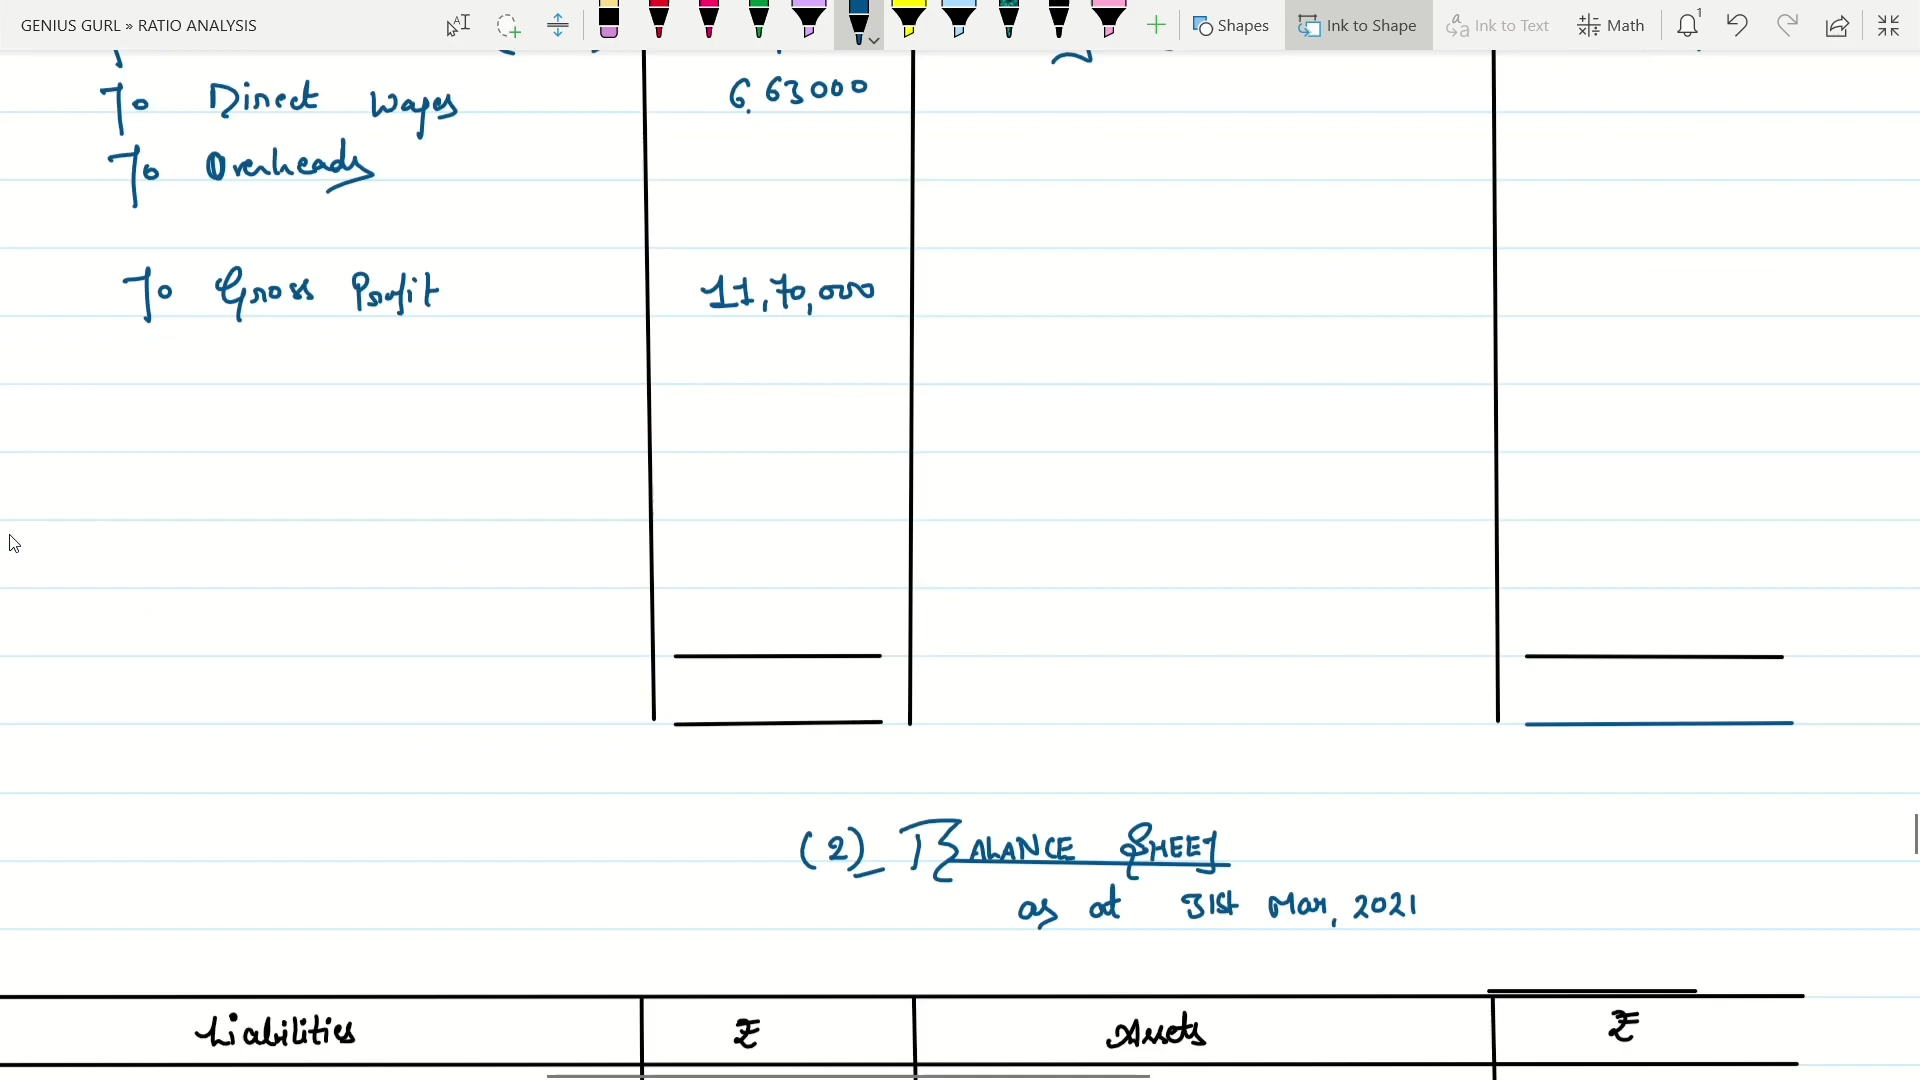 GENIUS GURL » RATIO ANALYSIS Shapes Ink to Shape Ink to Text Math 1
To Direct Wages 6,63000
To Overheads
To Gross Profit 11,70,000
(2) BALANCE SHEET
as at 31st Mar, 2021
Liabilities ₹ Assets ₹